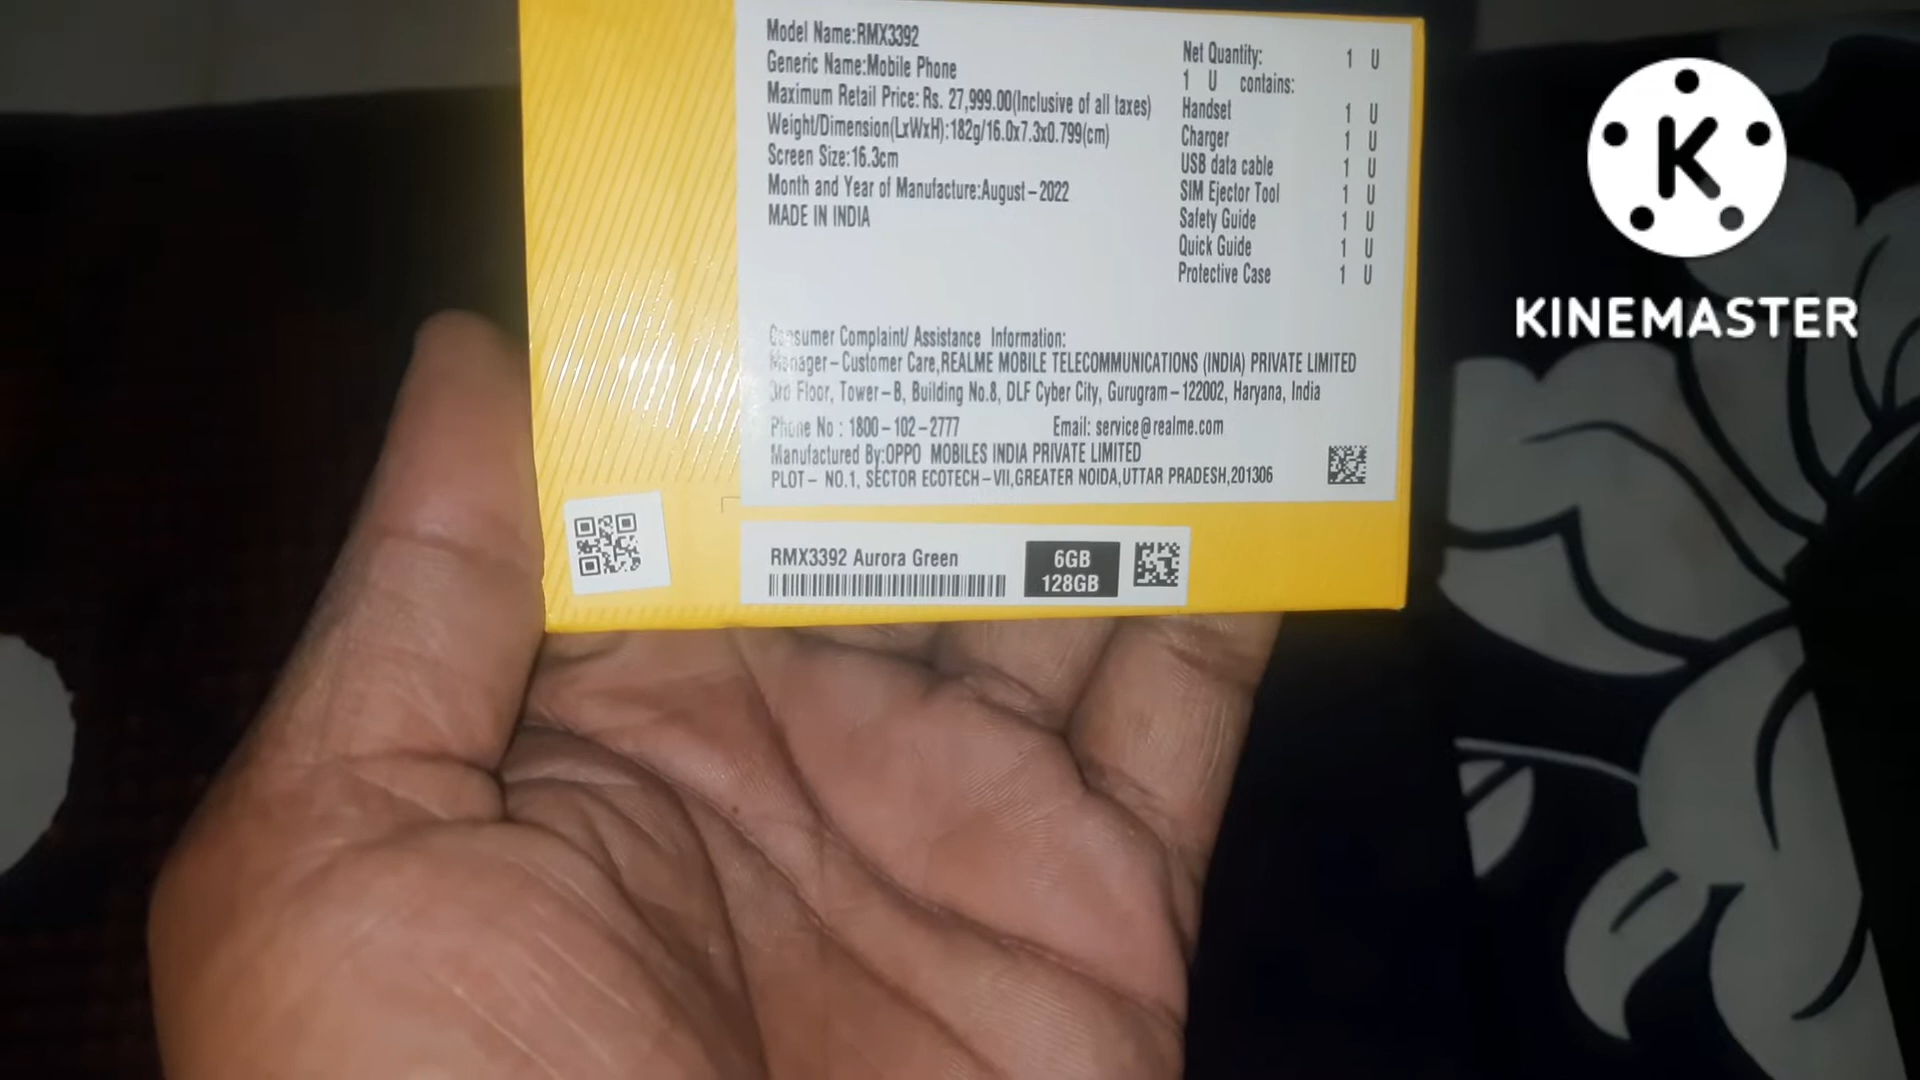 Model Name:RMX3392
Generic Name:Mobile Phone
Maximum Retail Price: Rs. 27,999.00(Inclusive of all taxes)
Weight/Dimension(LxWxH):182g/16.0x7.3x0.799(cm)
Screen Size:16.3cm
Month and Year of Manufacture:August-2022
MADE IN INDIA
Net Quantity: 1 U
1 U contains:
Handset 1 U
Charger 1 U
USB data cable 1 U
SIM Ejector Tool 1 U
Safety Guide 1 U
Quick Guide 1 U
Protective Case 1 U
Consumer Complaint/ Assistance Information:
Manager-Customer Care,REALME MOBILE TELECOMMUNICATIONS (INDIA) PRIVATE LIMITED
3rd Floor, Tower-B, Building No.8, DLF Cyber City, Gurugram-122002, Haryana, India
Phone No : 1800-102-2777 Email: service@realme.com
Manufactured By:OPPO MOBILES INDIA PRIVATE LIMITED
PLOT- NO.1, SECTOR ECOTECH-VII,GREATER NOIDA,UTTAR PRADESH,201306
RMX3392 Aurora Green
6GB
128GB
K
KINEMASTER